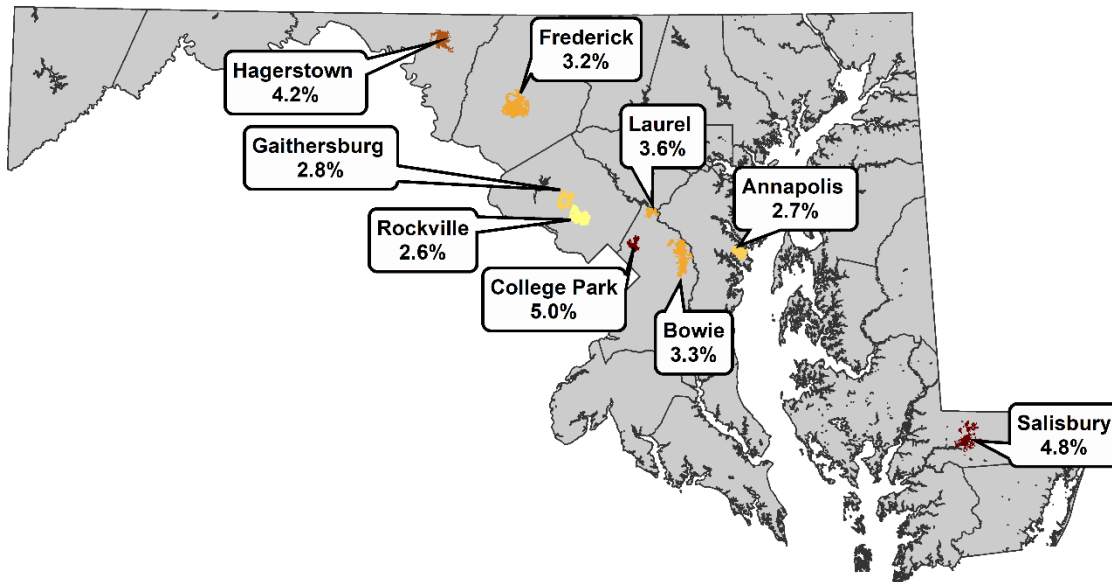 Frederick
3.2%
Hagerstown
4.2%
Laurel
3.6%
Gaithersburg
2.8%
Annapolis
2.7%
Rockville
2.6%
College Park
5.0%
Bowie
3.3%
Salisbury
4.8%